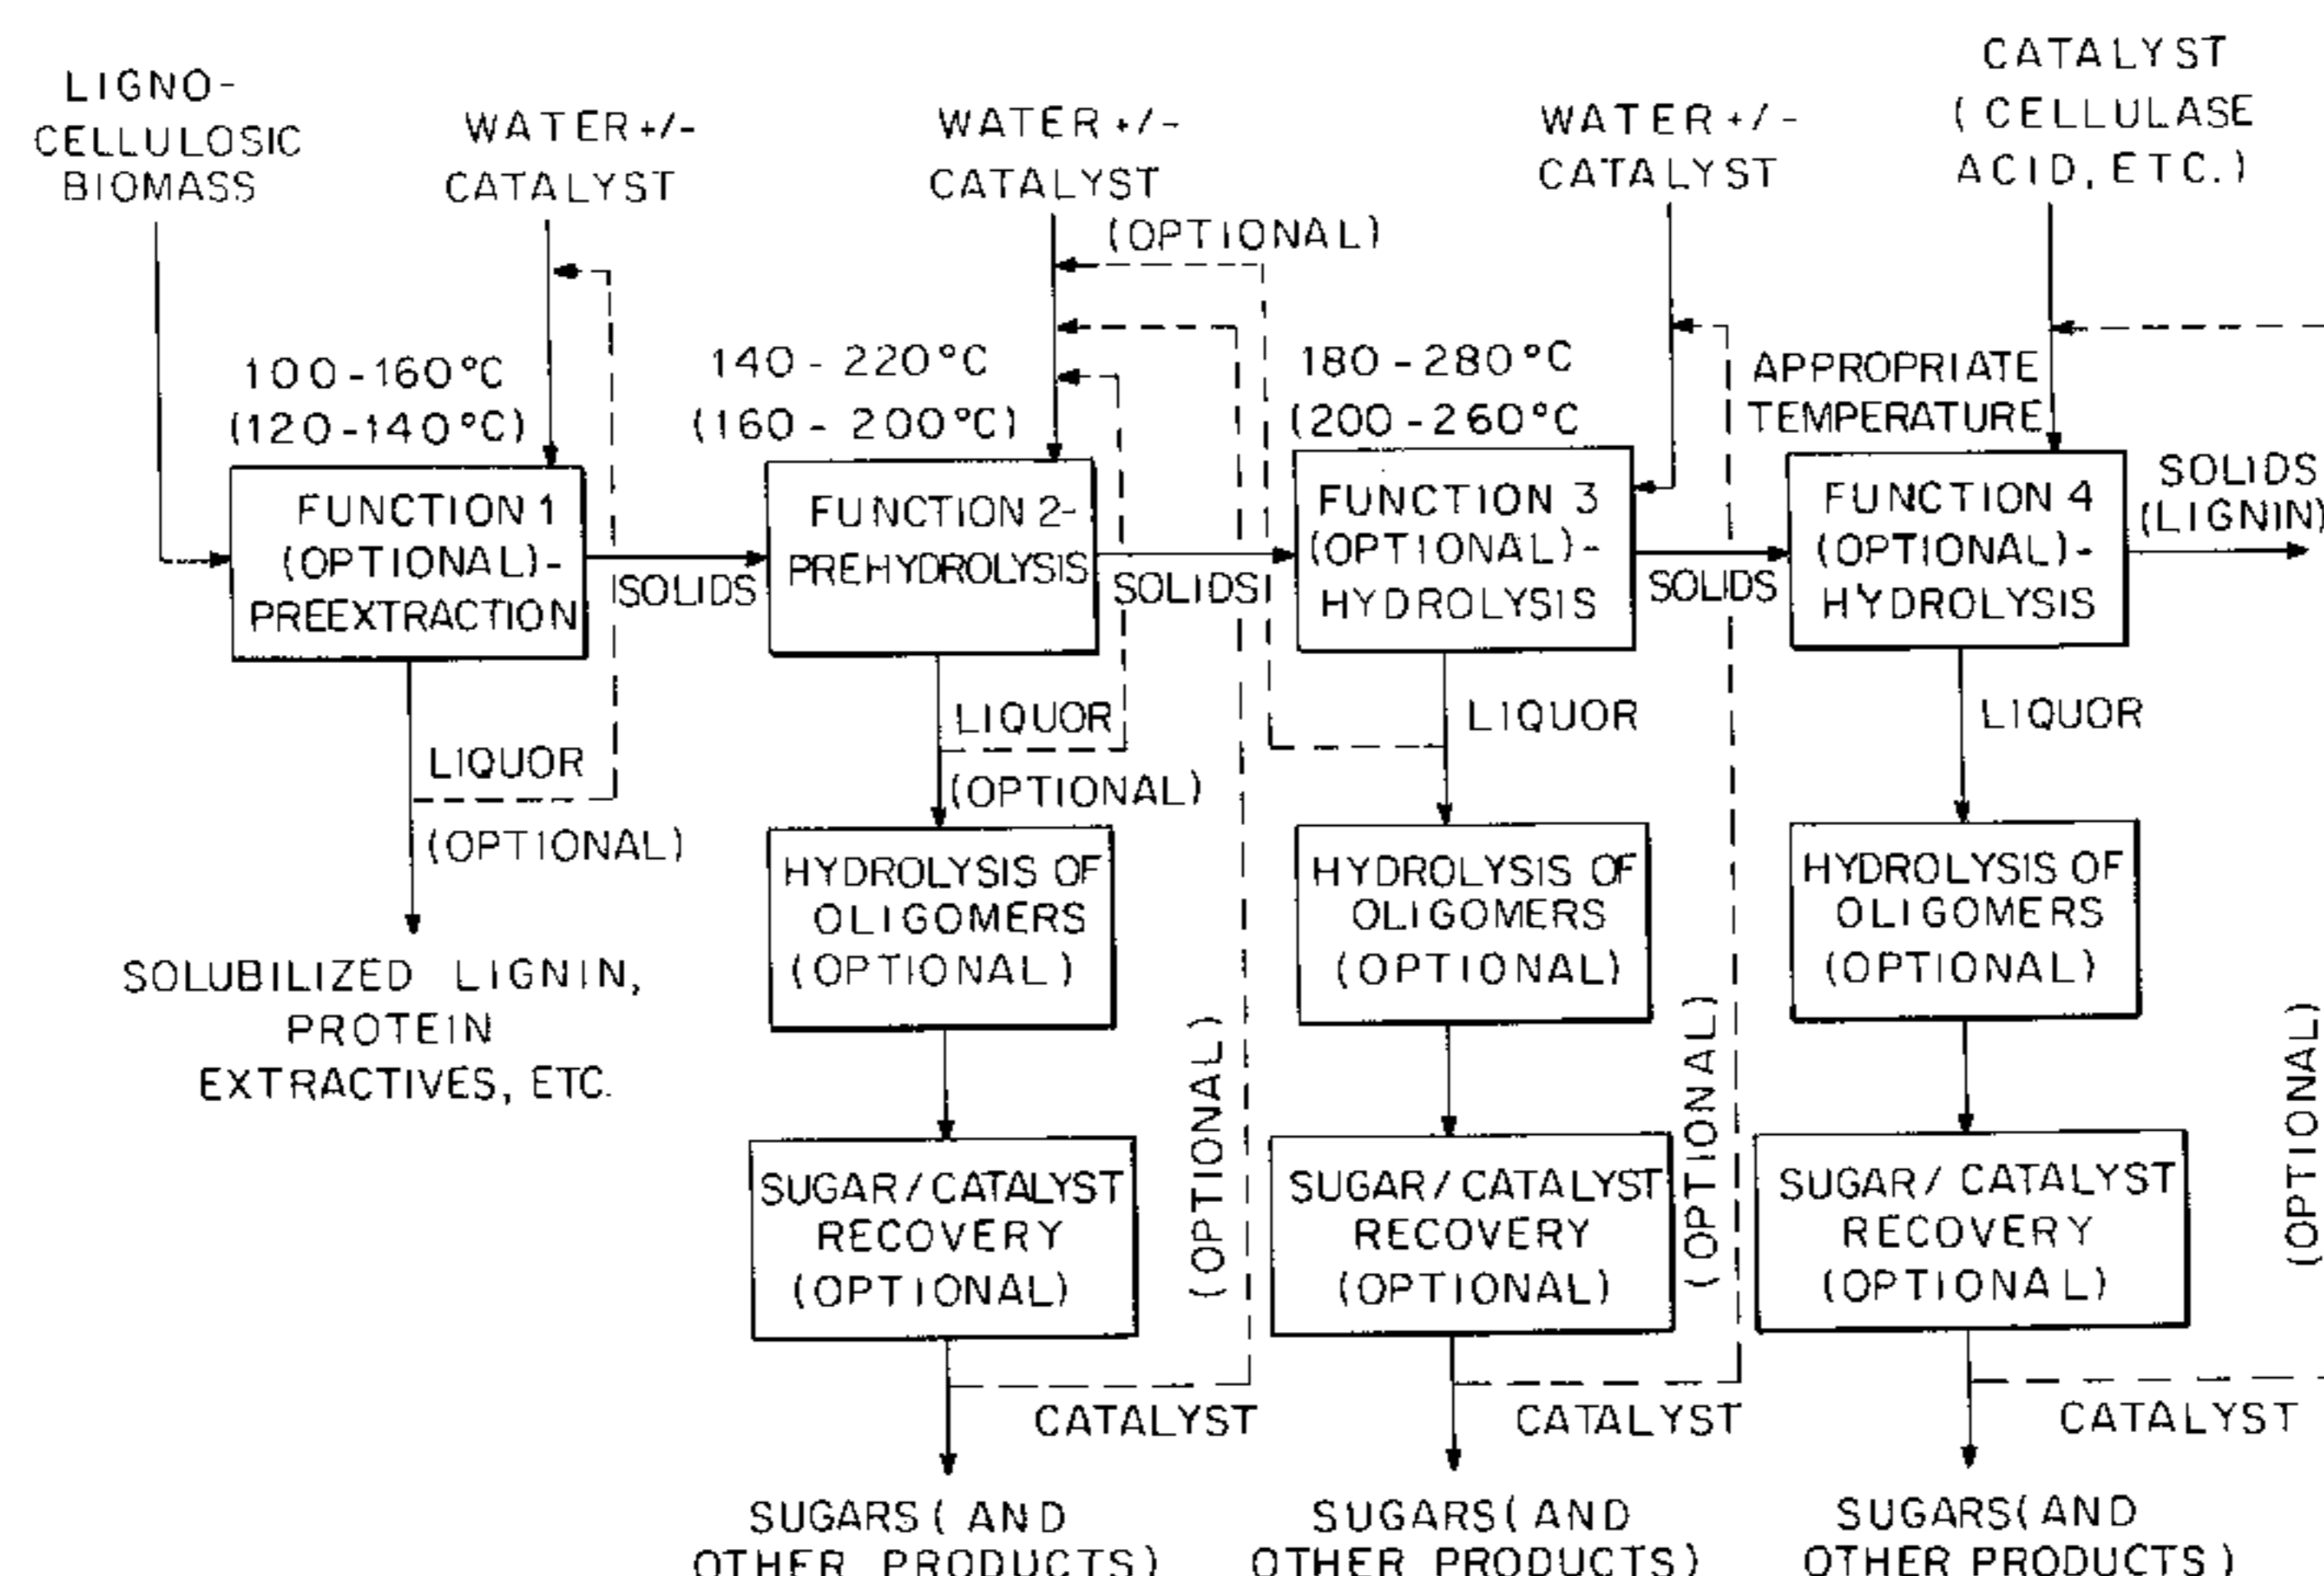 LIGNO-
CELLULOSIC
BIOMASS
WATER +/-
CATALYST
WATER +/-
CATALYST
(OPTIONAL)
WATER +/-
CATALYST
CATALYST
( CELLULASE
ACID, ETC.)
100-160°C
(120-140°C)
140 - 220°C
(160 - 200°C)
180 - 280°C
(200 - 260°C
APPROPRIATE
TEMPERATURE
FUNCTION 1
(OPTIONAL)-
PREEXTRACTION
SOLIDS
FUNCTION 2-
PREHYDROLYSIS
SOLIDS
FUNCTION 3
(OPTIONAL)-
HYDROLYSIS
SOLIDS
FUNCTION 4
(OPTIONAL)-
HYDROLYSIS
SOLIDS
(LIGNIN)
LIQUOR
(OPTIONAL)
LIQUOR
(OPTIONAL)
LIQUOR
LIQUOR
SOLUBILIZED LIGNIN,
PROTEIN
EXTRACTIVES, ETC.
HYDROLYSIS OF
OLIGOMERS
(OPTIONAL)
HYDROLYSIS OF
OLIGOMERS
(OPTIONAL)
HYDROLYSIS OF
OLIGOMERS
(OPTIONAL)
(OPTIONAL)
(OPTIONAL)
(OPTIONAL)
SUGAR/CATALYST
RECOVERY
(OPTIONAL)
SUGAR/CATALYST
RECOVERY
(OPTIONAL)
SUGAR/ CATALYST
RECOVERY
(OPTIONAL)
CATALYST
CATALYST
CATALYST
SUGARS ( AND
OTHER PRODUCTS)
SUGARS( AND
OTHER PRODUCTS)
SUGARS(AND
OTHER PRODUCTS)